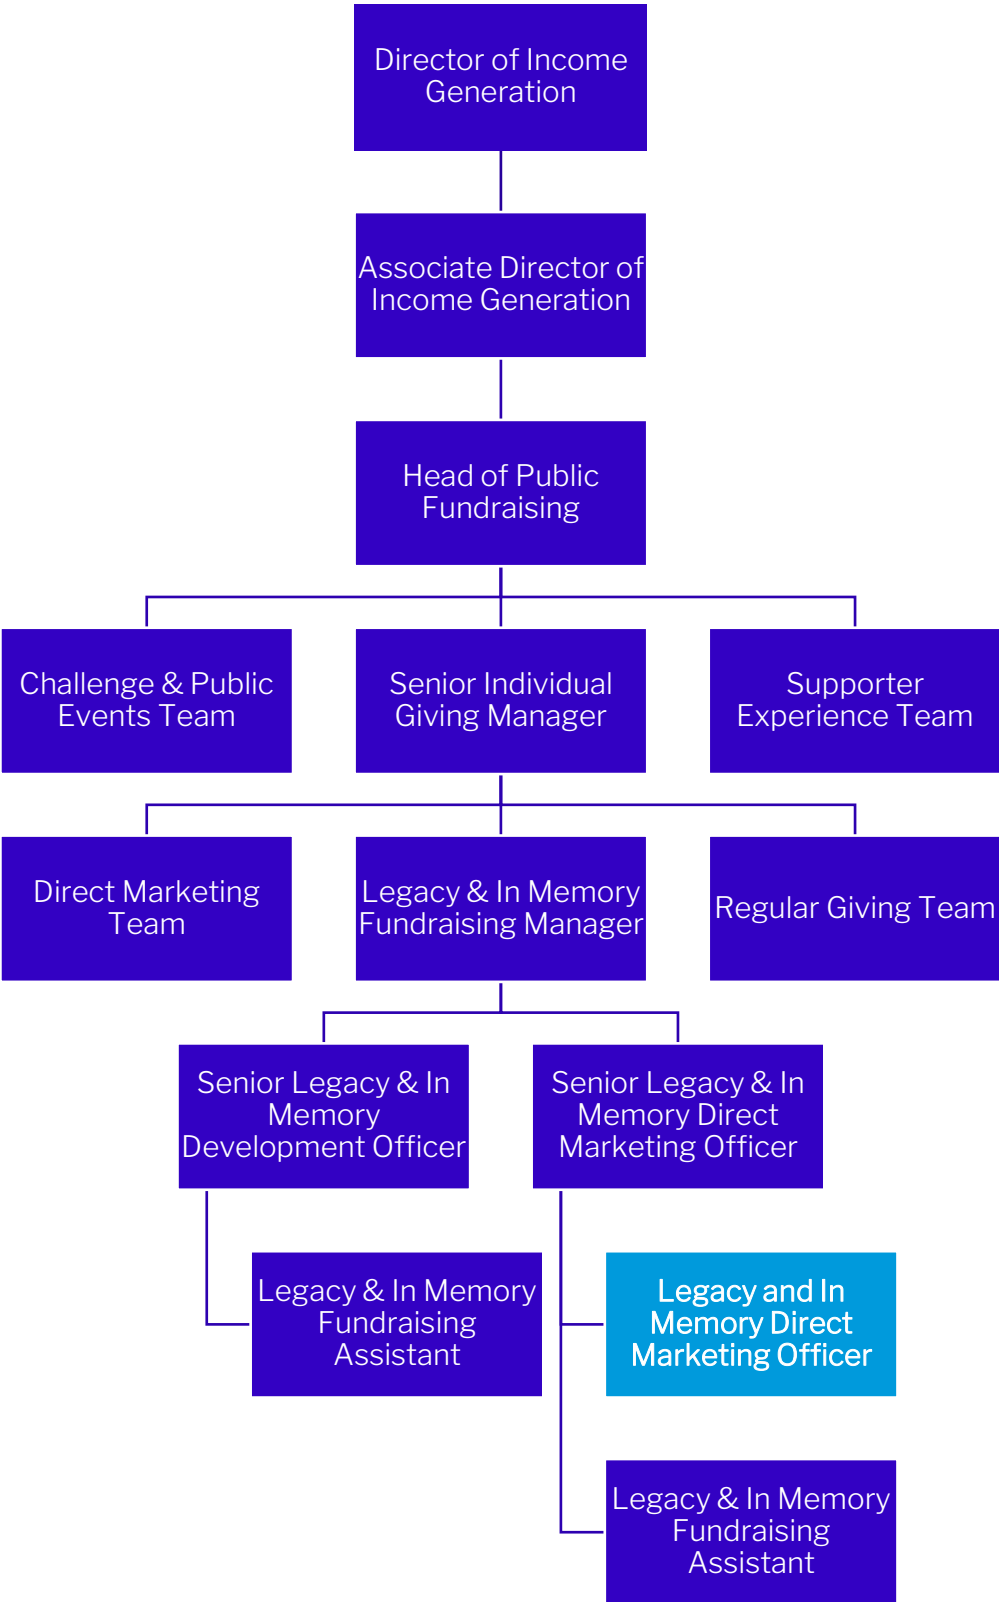 Director of Income
Generation
Associate Director of
Income Generation
Head of Public
Fundraising
Challenge & Public
Events Team
Senior Individual
Giving Manager
Supporter
Experience Team
Direct Marketing
Team
Legacy & In Memory
Fundraising Manager
Regular Giving Team
Senior Legacy & In
Memory
Development Officer
Senior Legacy & In
Memory Direct
Marketing Officer
Legacy & In Memory
Fundraising
Assistant
Legacy and In
Memory Direct
Marketing Officer
Legacy & In Memory
Fundraising
Assistant